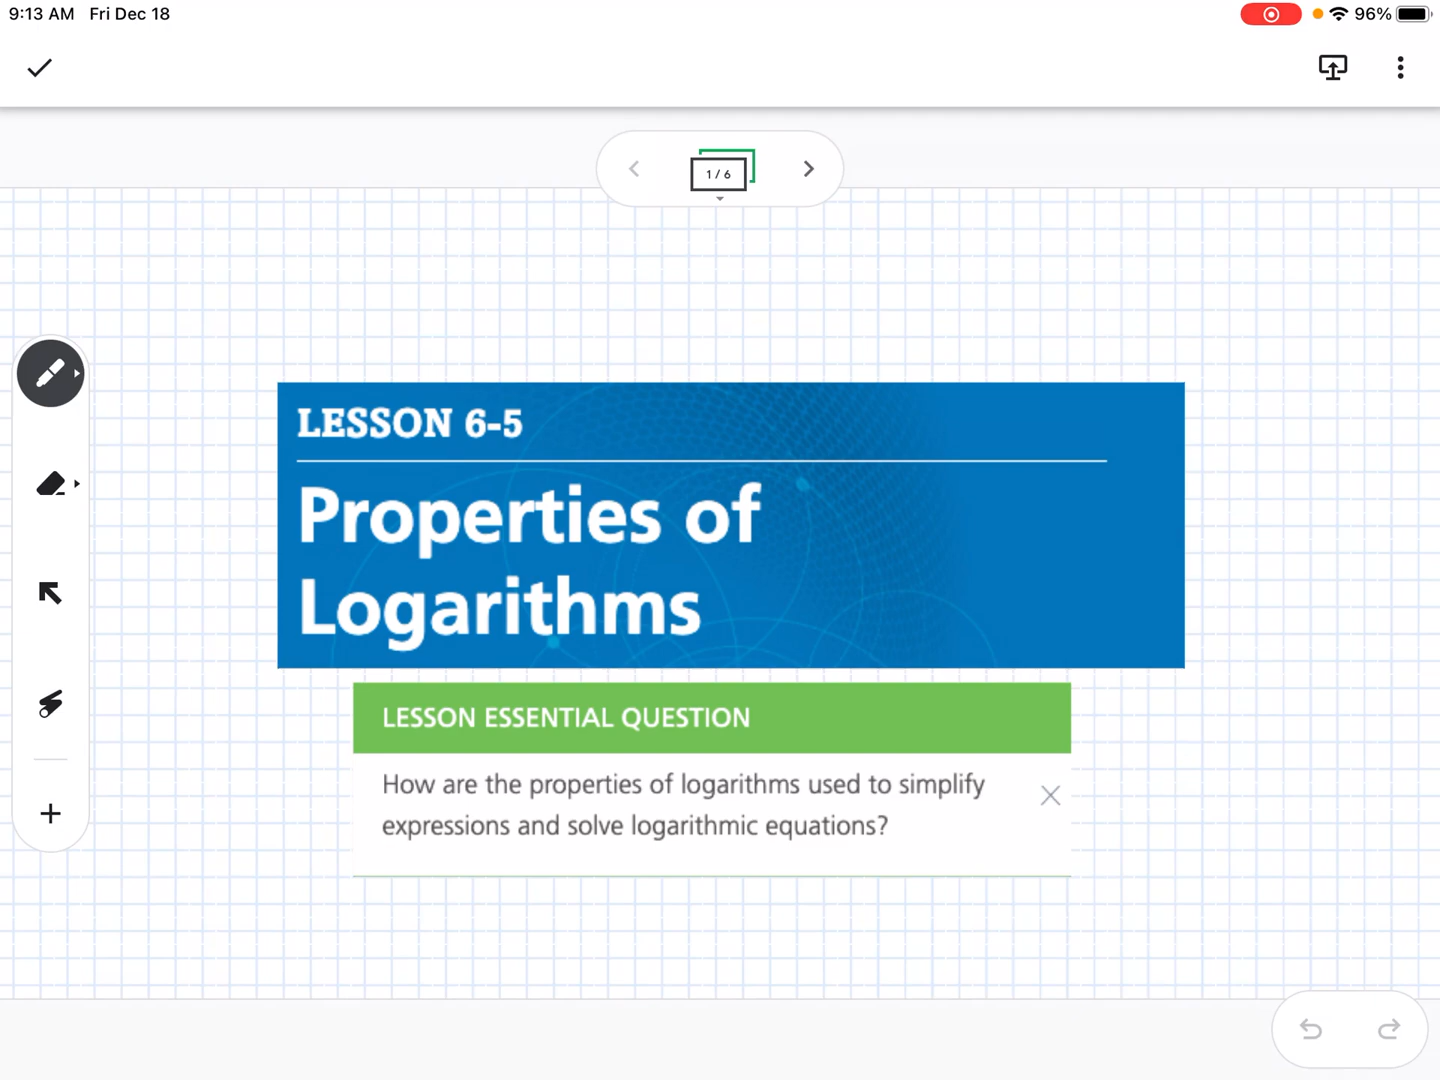 9:13 AM Fri Dec 18
96%
1 / 6
LESSON 6-5
Properties of
Logarithms
LESSON ESSENTIAL QUESTION
How are the properties of logarithms used to simplify
expressions and solve logarithmic equations?